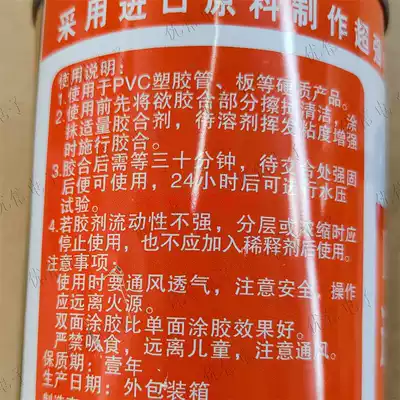 采用进口原料制作超强
使用说明：
1.使用于PVC塑胶管、板等硬质产品。
2.使用前先将欲胶合部分擦拭清洁，涂
抹适量胶合剂，待溶剂挥发粘度增强
时施行胶合。
3.胶合后需等三十分钟，待交合处强固
后便可使用，24小时后可进行水压
试验。
4.若胶剂流动性不强，分层或浓缩时应
停止使用，也不应加入稀释剂后使用。
注意事项：
使用时要通风透气，注意安全，操作
应远离火源。
双面涂胶比单面涂胶效果好。
严禁吸食，远离儿童，注意通风。
保质期：壹年
生产日期：外包装箱